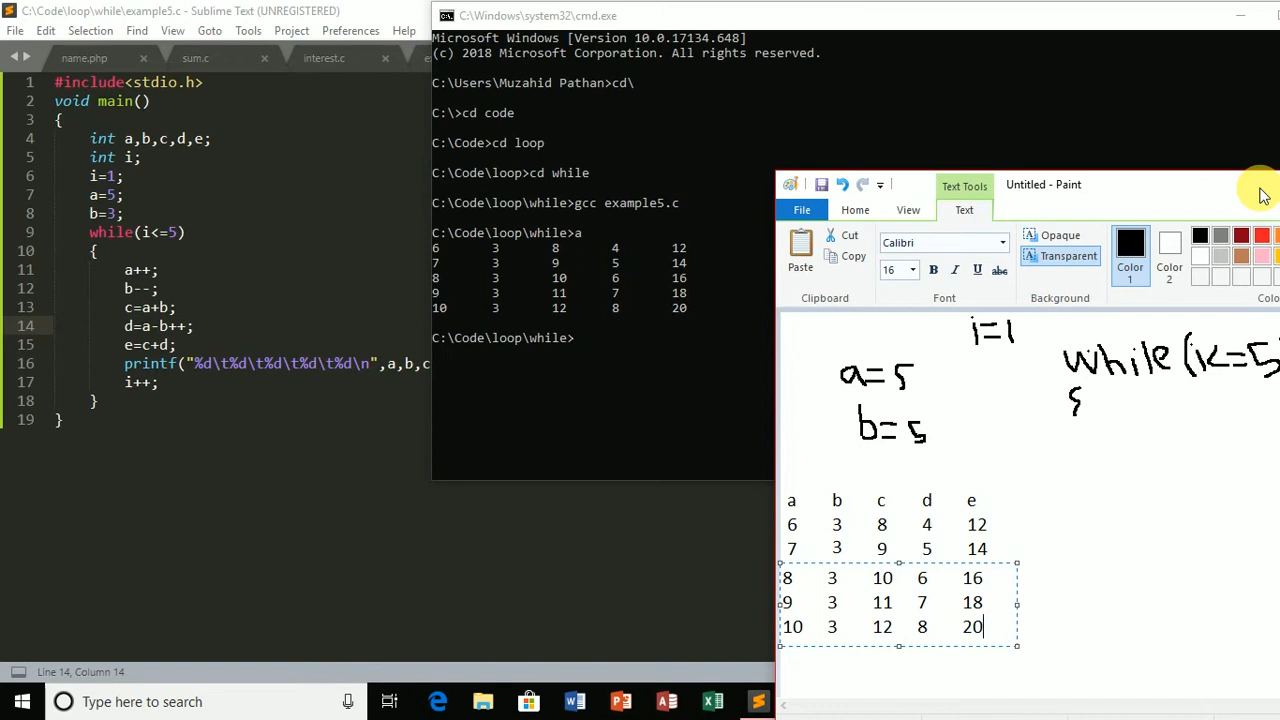 C:\Code\loop\while\example5.c - Sublime Text (UNREGISTERED)
File Edit Selection Find View Goto Tools Project Preferences Help
name.php sum.c interest.c
1 #include<stdio.h>
2 void main()
3 {
4 int a,b,c,d,e;
5 int i;
6 i=1;
7 a=5;
8 b=3;
9 while(i<=5)
10 {
11 a++;
12 b--;
13 c=a+b;
14 d=a-b++;
15 e=c+d;
16 printf("%d\t%d\t%d\t%d\t%d\n",a,b,c
17 i++;
18 }
19 }
Line 14, Column 14
C:\Windows\system32\cmd.exe
Microsoft Windows [Version 10.0.17134.648]
(c) 2018 Microsoft Corporation. All rights reserved.
C:\Users\Muzahid Pathan>cd\
C:\>cd code
C:\Code>cd loop
C:\Code\loop>cd while
C:\Code\loop\while>gcc example5.c
C:\Code\loop\while>a
6 3 8 4 12
7 3 9 5 14
8 3 10 6 16
9 3 11 7 18
10 3 12 8 20
C:\Code\loop\while>
Text Tools Untitled - Paint
File Home View Text
Paste Cut Copy
Clipboard
Calibri
16 B I U abc
Font
Opaque
Transparent
Background
Color 1 Color 2
i=1
a=5
b=5
while(i<=5)
{
a b c d e
6 3 8 4 12
7 3 9 5 14
8 3 10 6 16
9 3 11 7 18
10 3 12 8 20
Type here to search